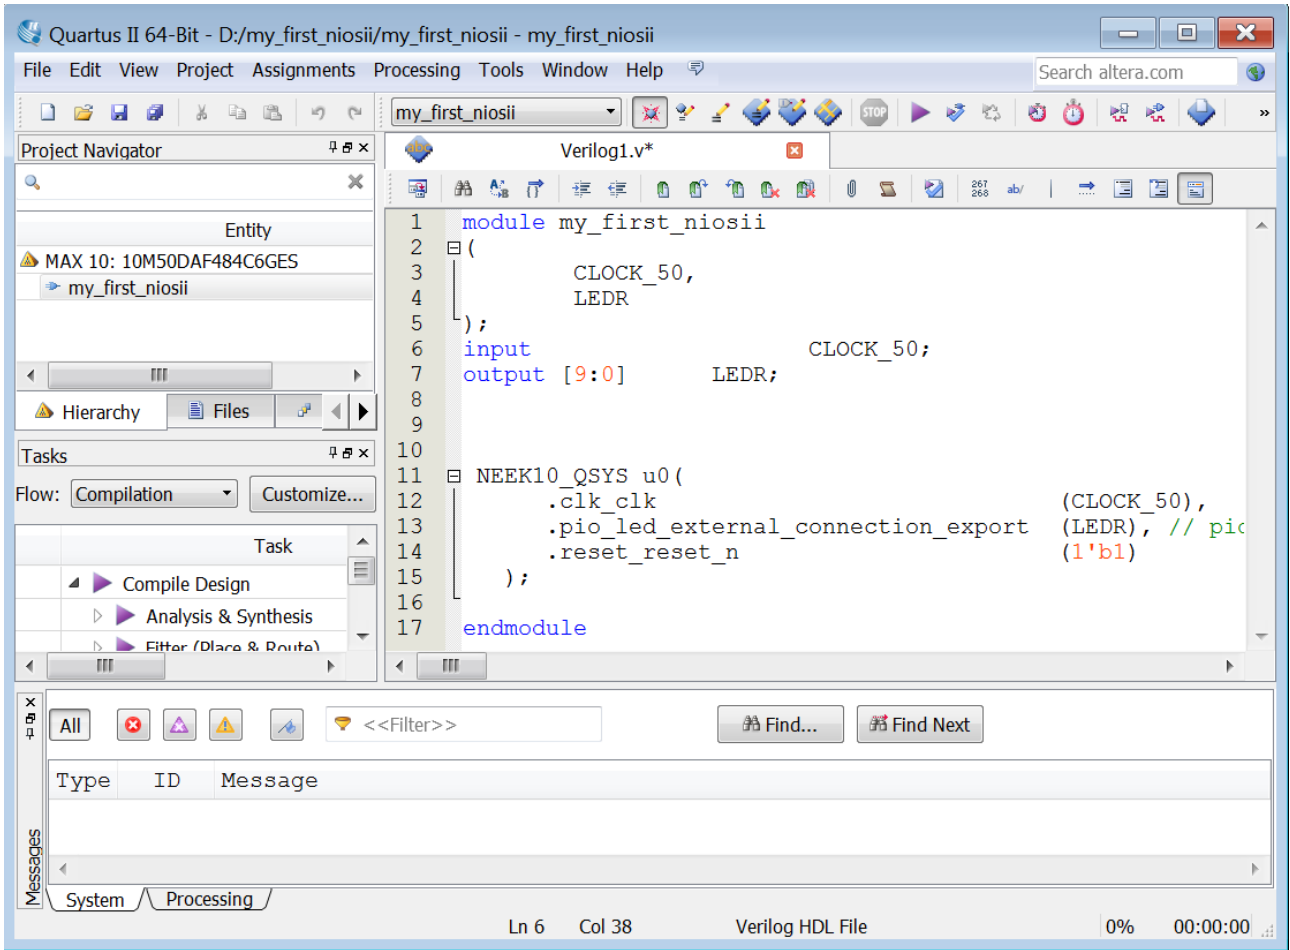 Quartus II 64-Bit - D:/my_first_niosii/my_first_niosii - my_first_niosii
File Edit View Project Assignments Processing Tools Window Help
Search altera.com
my_first_niosii
STOP
»
Project Navigator
Entity
MAX 10: 10M50DAF484C6GES
my_first_niosii
Hierarchy
Files
Tasks
Flow: Compilation
Customize...
Task
Compile Design
Analysis & Synthesis
Fitter (Place & Route)
abc
Verilog1.v*
267
268
ab/
1 module my_first_niosii
2 (
3 CLOCK_50,
4 LEDR
5 );
6 input CLOCK_50;
7 output [9:0] LEDR;
8
9
10
11 NEEK10_QSYS u0(
12 .clk_clk (CLOCK_50),
13 .pio_led_external_connection_export (LEDR), // pio
14 .reset_reset_n (1'b1)
15 );
16
17 endmodule
All
<<Filter>>
Find...
Find Next
Type ID Message
Messages
System
Processing
Ln 6 Col 38 Verilog HDL File 0% 00:00:00